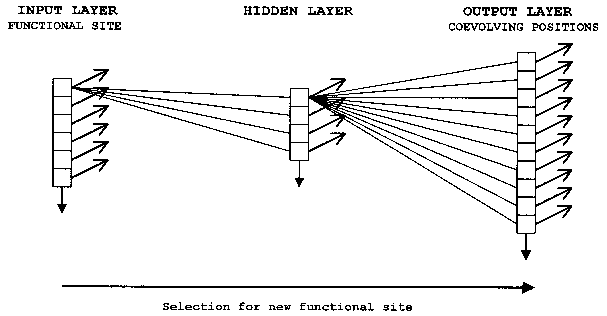 INPUT LAYER
FUNCTIONAL SITE
HIDDEN LAYER
OUTPUT LAYER
COEVOLVING POSITIONS
Selection for new functional site